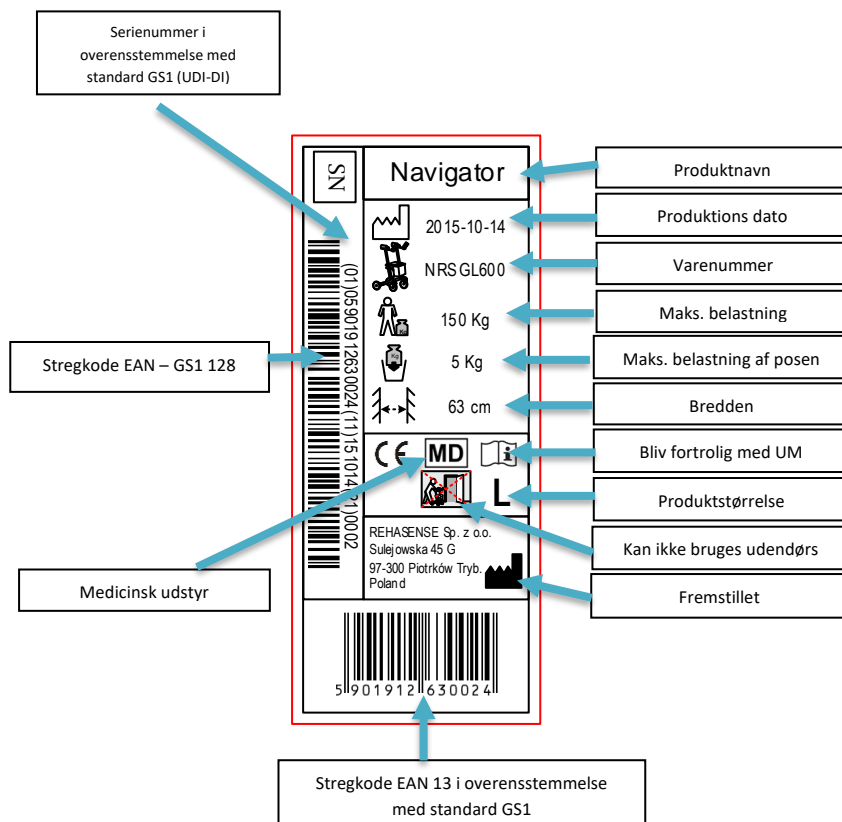 Serienummer i
overensstemmelse med
standard GS1 (UDI-DI)
SN
Navigator
Produktnavn
2015-10-14
Produktions dato
NRSGL600
Varenummer
150 Kg
Maks. belastning
Kg
5 Kg
Maks. belastning af posen
63 cm
Bredden
Stregkode EAN – GS1 128
(01)05901912630024(11)151014(21)0002
CE
MD
i
Bliv fortrolig med UM
L
Produktstørrelse
Kan ikke bruges udendørs
REHASENSE Sp. z o.o.
Sulejowska 45 G
97-300 Piotrków Tryb.
Poland
Medicinsk udstyr
Fremstillet
5 901912 630024
Stregkode EAN 13 i overensstemmelse
med standard GS1